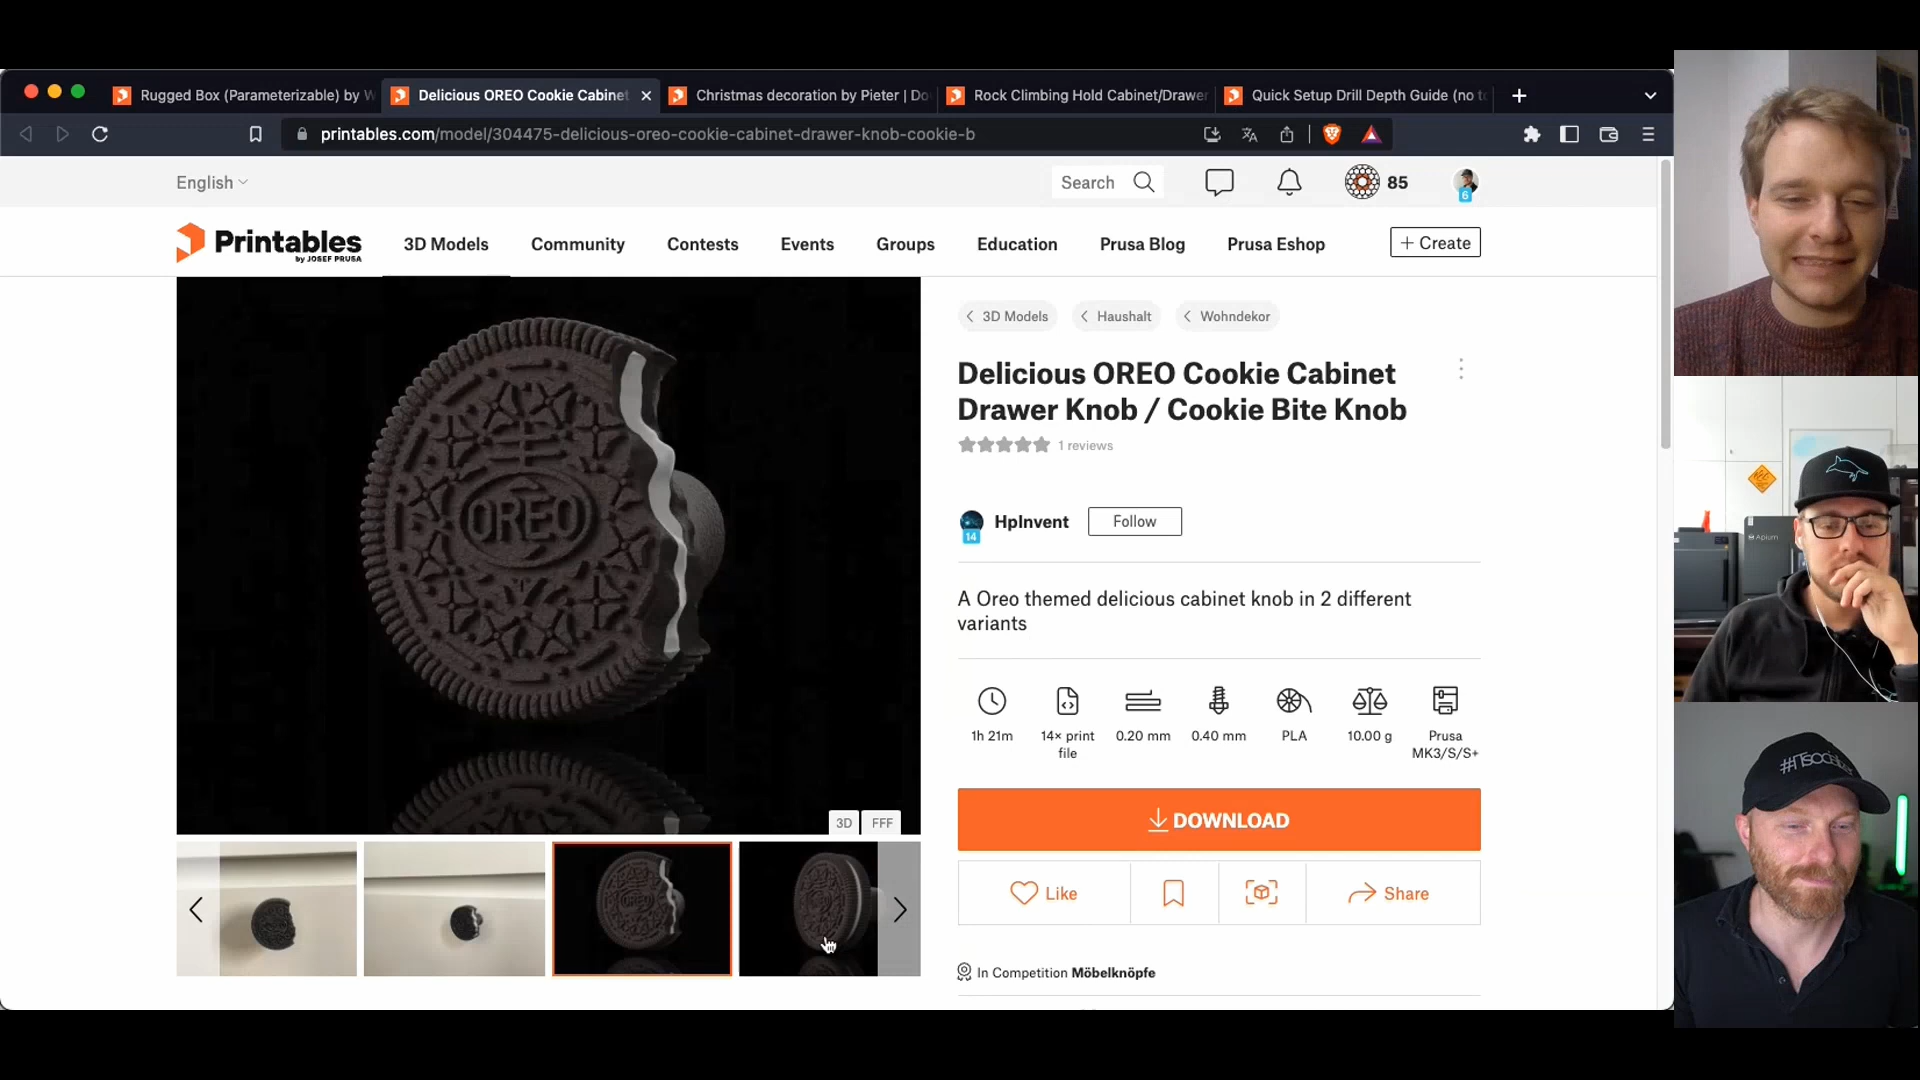 Rugged Box (Parameterizable) by W
Delicious OREO Cookie Cabinet
Christmas decoration by Pieter | Do
Rock Climbing Hold Cabinet/Drawer
Quick Setup Drill Depth Guide (no to
printables.com/model/304475-delicious-oreo-cookie-cabinet-drawer-knob-cookie-b
English
Search
85
6
Printables
by JOSEF PRUSA
3D Models
Community
Contests
Events
Groups
Education
Prusa Blog
Prusa Eshop
+ Create
OREO
3D
FFF
3D Models
Haushalt
Wohndekor
Delicious OREO Cookie Cabinet
Drawer Knob / Cookie Bite Knob
1 reviews
14
HpInvent
Follow
A Oreo themed delicious cabinet knob in 2 different
variants
1h 21m
14× print
file
0.20 mm
0.40 mm
PLA
10.00 g
Prusa
MK3/S/S+
DOWNLOAD
Like
Share
In Competition Möbelknöpfe
Apium